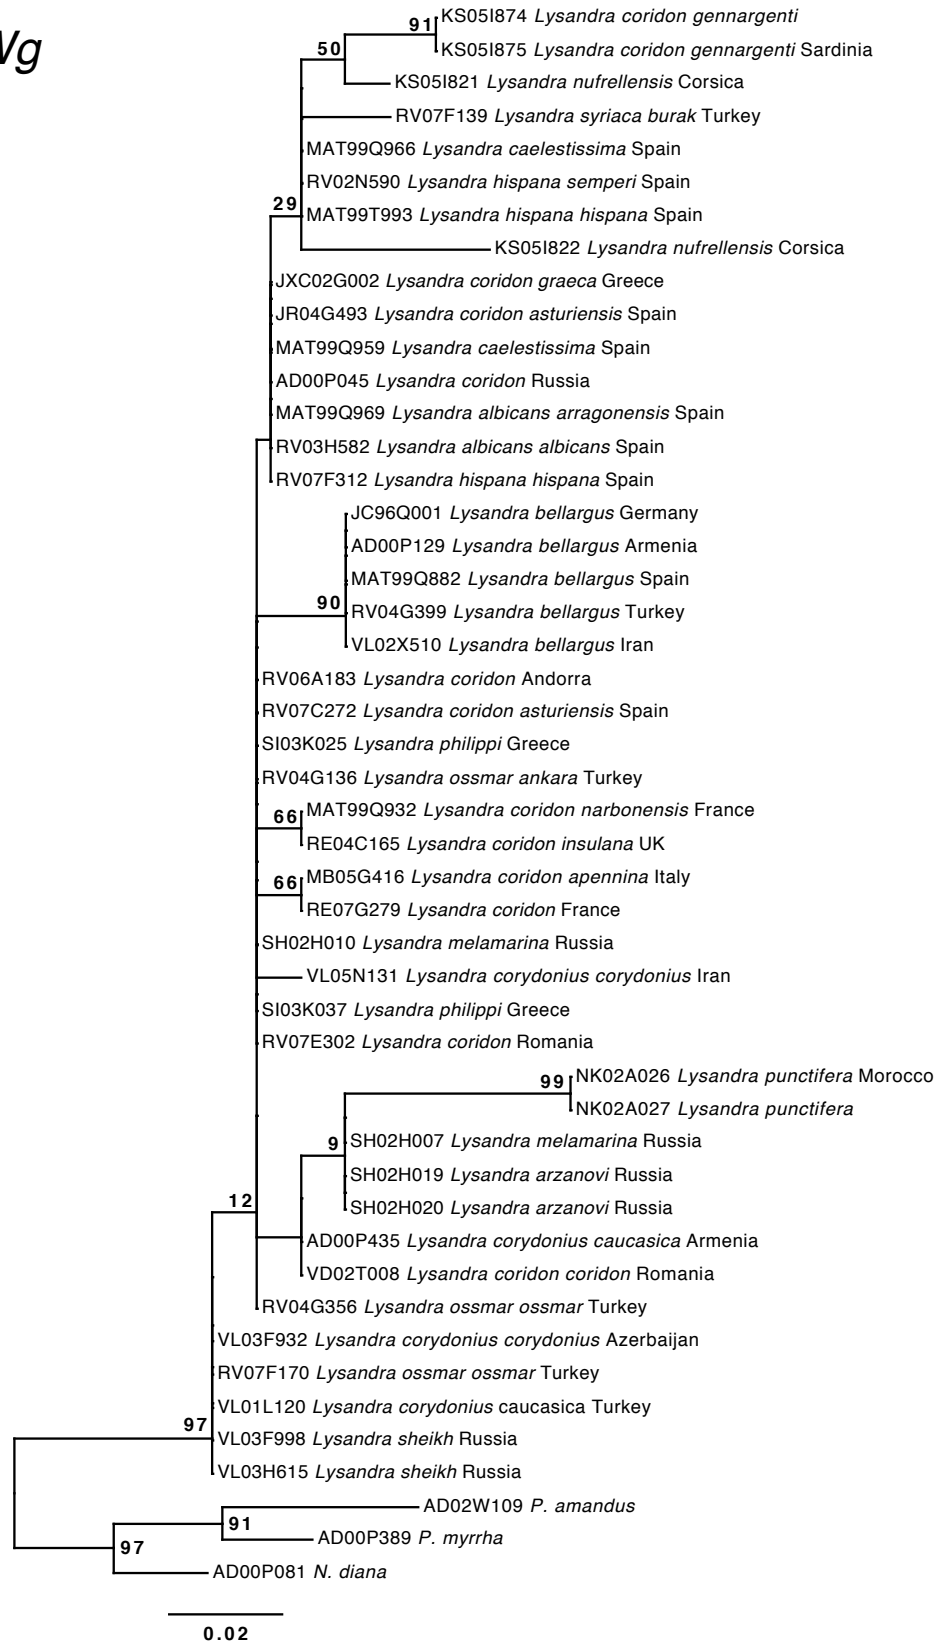 Wg
91 KS05I874 Lysandra coridon gennargenti
KS05I875 Lysandra coridon gennargenti Sardinia
50
KS05I821 Lysandra nufrellensis Corsica
RV07F139 Lysandra syriaca burak Turkey
MAT99Q966 Lysandra caelestissima Spain
RV02N590 Lysandra hispana semperi Spain
29
MAT99T993 Lysandra hispana hispana Spain
KS05I822 Lysandra nufrellensis Corsica
JXC02G002 Lysandra coridon graeca Greece
JR04G493 Lysandra coridon asturiensis Spain
MAT99Q959 Lysandra caelestissima Spain
AD00P045 Lysandra coridon Russia
MAT99Q969 Lysandra albicans arragonensis Spain
RV03H582 Lysandra albicans albicans Spain
RV07F312 Lysandra hispana hispana Spain
JC96Q001 Lysandra bellargus Germany
AD00P129 Lysandra bellargus Armenia
MAT99Q882 Lysandra bellargus Spain
90
RV04G399 Lysandra bellargus Turkey
VL02X510 Lysandra bellargus Iran
RV06A183 Lysandra coridon Andorra
RV07C272 Lysandra coridon asturiensis Spain
SI03K025 Lysandra philippi Greece
RV04G136 Lysandra ossmar ankara Turkey
66 MAT99Q932 Lysandra coridon narbonensis France
RE04C165 Lysandra coridon insulana UK
66 MB05G416 Lysandra coridon apennina Italy
RE07G279 Lysandra coridon France
SH02H010 Lysandra melamarina Russia
VL05N131 Lysandra corydonius corydonius Iran
SI03K037 Lysandra philippi Greece
RV07E302 Lysandra coridon Romania
99 NK02A026 Lysandra punctifera Morocco
NK02A027 Lysandra punctifera
9 SH02H007 Lysandra melamarina Russia
SH02H019 Lysandra arzanovi Russia
12
SH02H020 Lysandra arzanovi Russia
AD00P435 Lysandra corydonius caucasica Armenia
VD02T008 Lysandra coridon coridon Romania
RV04G356 Lysandra ossmar ossmar Turkey
VL03F932 Lysandra corydonius corydonius Azerbaijan
RV07F170 Lysandra ossmar ossmar Turkey
VL01L120 Lysandra corydonius caucasica Turkey
97
VL03F998 Lysandra sheikh Russia
VL03H615 Lysandra sheikh Russia
AD02W109 P. amandus
91
AD00P389 P. myrrha
97
AD00P081 N. diana
0.02